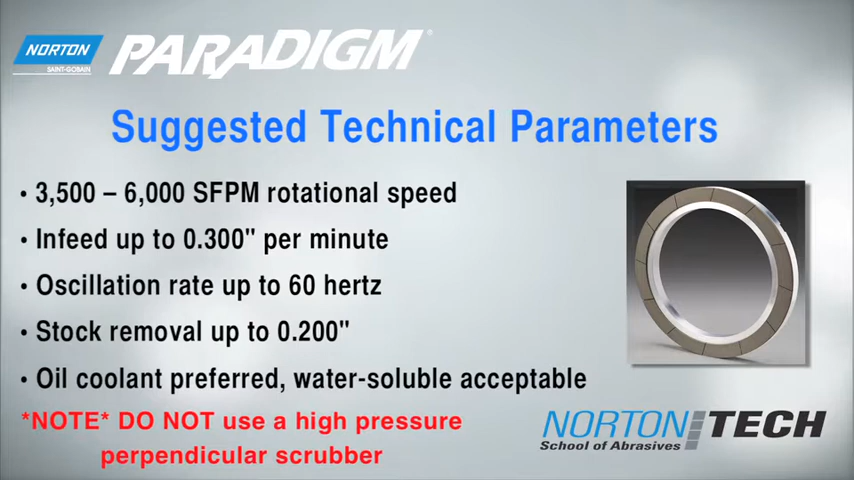 NORTON
SAINT-GOBAIN
PARADIGM®
Suggested Technical Parameters
• 3,500 – 6,000 SFPM rotational speed
• Infeed up to 0.300" per minute
• Oscillation rate up to 60 hertz
• Stock removal up to 0.200"
• Oil coolant preferred, water-soluble acceptable
*NOTE* DO NOT use a high pressure
perpendicular scrubber
NORTON TECH
School of Abrasives